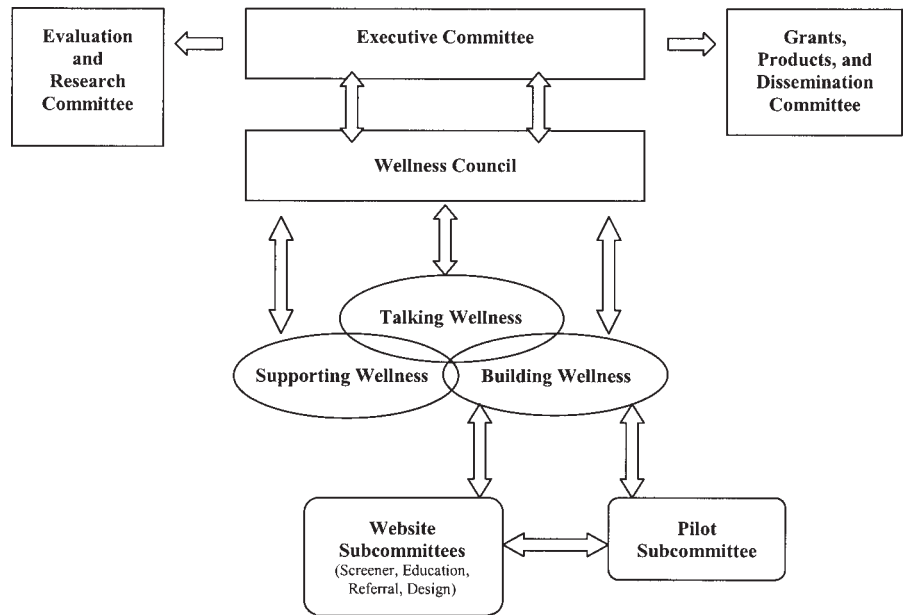 Evaluation
and
Research
Committee
Executive Committee
Grants,
Products, and
Dissemination
Committee
Wellness Council
Talking Wellness
Supporting Wellness
Building Wellness
Website
Subcommittees
(Screener, Education,
Referral, Design)
Pilot
Subcommittee